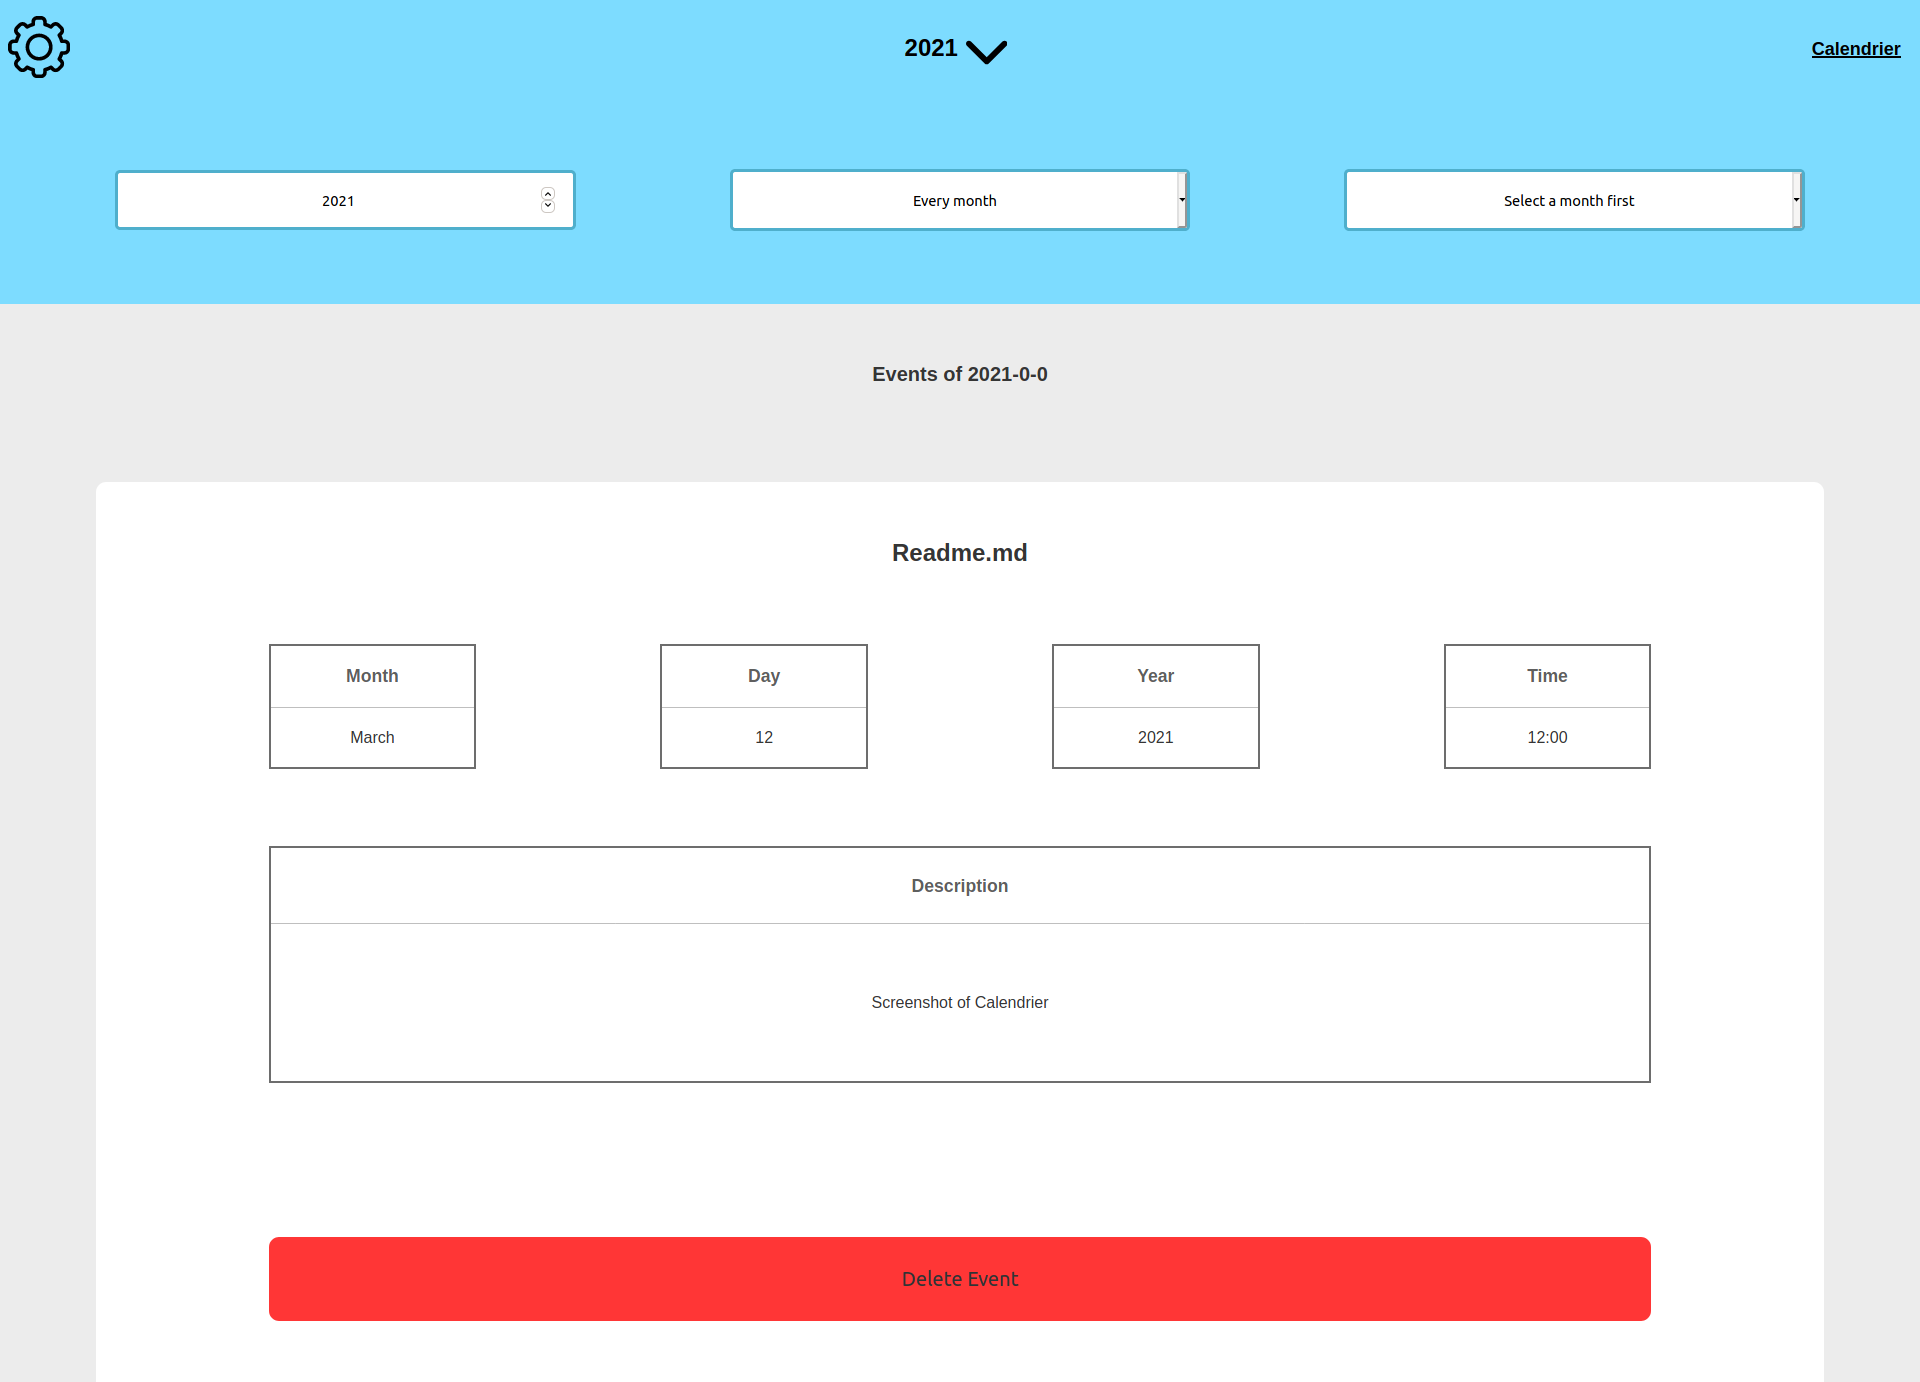 2021
Calendrier
2021
Every month
Select a month first
Events of 2021-0-0
Readme.md
Month
March
Day
12
Year
2021
Time
12:00
Description
Screenshot of Calendrier
Delete Event